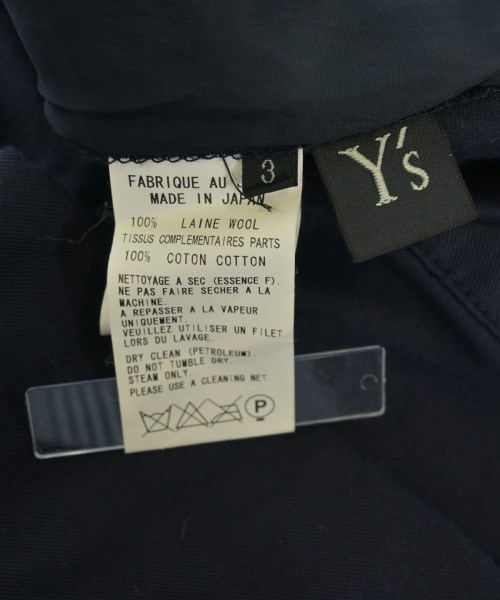 3
Y's
FABRIQUE AU
MADE IN JAPAN
100% LAINE WOOL
TISSUS COMPLEMENTAIRES PARTS
100% COTON COTTON
NETTOYAGE A SEC (ESSENCE F).
NE PAS FAIRE SECHER A LA
MACHINE.
A REPASSER A LA VAPEUR
UNIQUEMENT.
VEUILLEZ UTILISER UN FILET
LORS DU LAVAGE.
DRY CLEAN (PETROLEUM).
DO NOT TUMBLE DRY.
STEAM ONLY.
PLEASE USE A CLEANING NET.
P